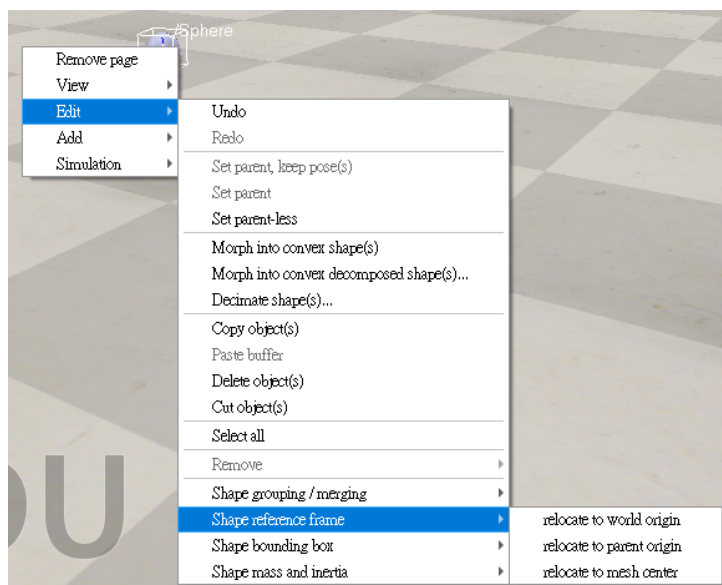 /Sphere
Remove page
View
Edit
Add
Simulation
Undo
Redo
Set parent, keep pose(s)
Set parent
Set parent-less
Morph into convex shape(s)
Morph into convex decomposed shape(s)...
Decimate shape(s)...
Copy object(s)
Paste buffer
Delete object(s)
Cut object(s)
Select all
Remove
Shape grouping / merging
Shape reference frame
Shape bounding box
Shape mass and inertia
relocate to world origin
relocate to parent origin
relocate to mesh center